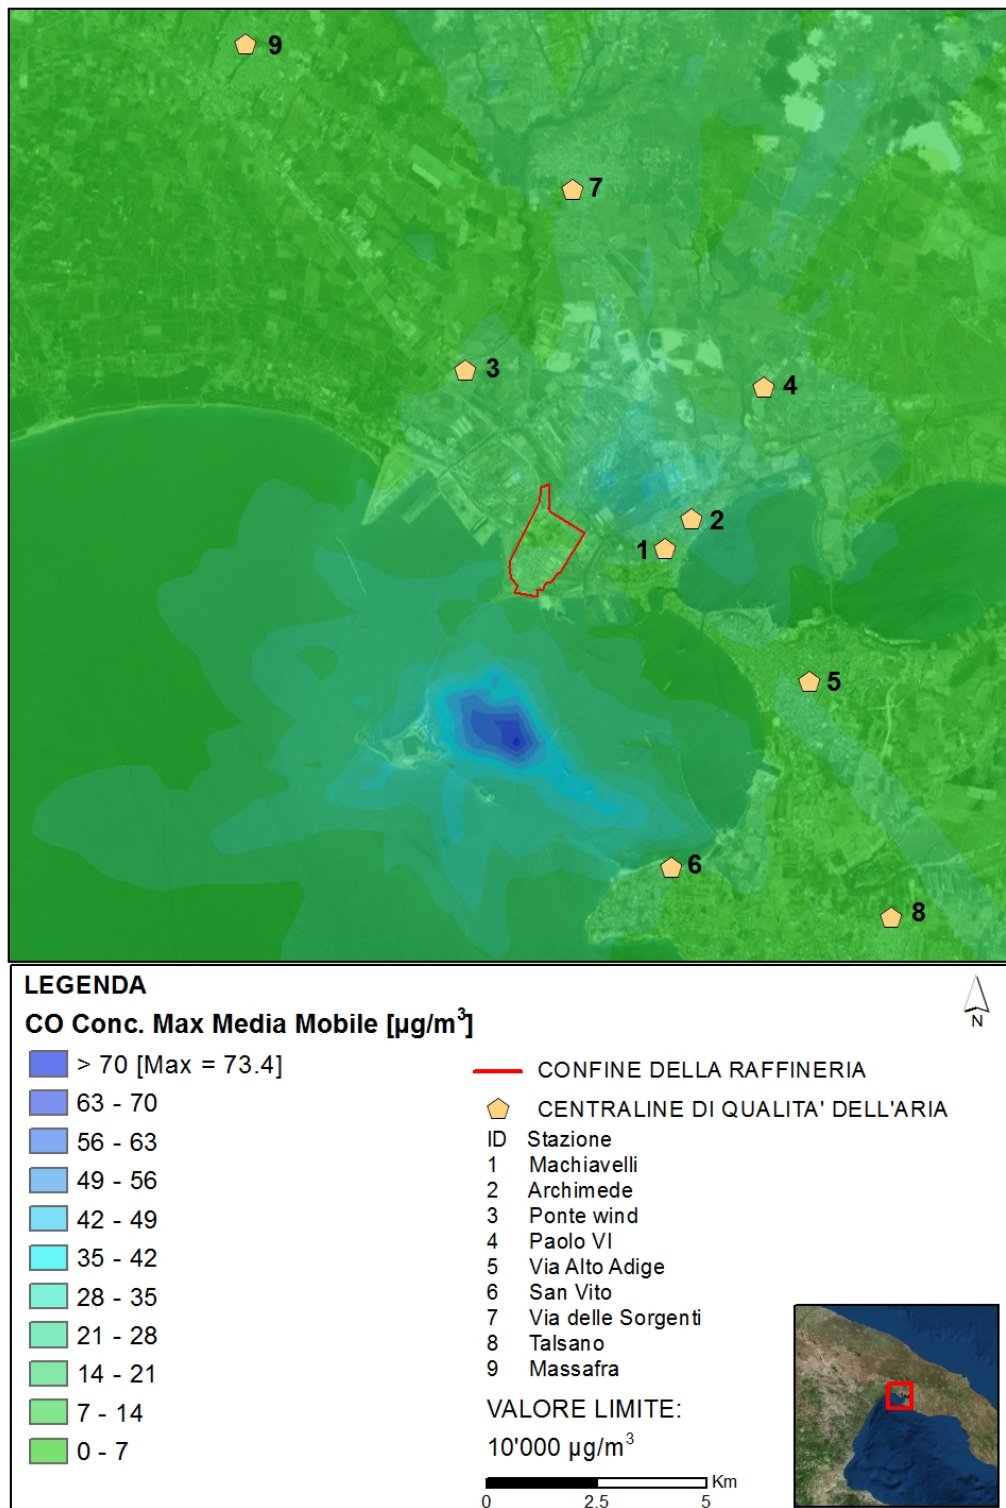 9
7
3
4
2
1
5
6
8
LEGENDA
CO Conc. Max Media Mobile [µg/m³]
> 70 [Max = 73.4]
63 - 70
56 - 63
49 - 56
42 - 49
35 - 42
28 - 35
21 - 28
14 - 21
7 - 14
0 - 7
N
CONFINE DELLA RAFFINERIA
CENTRALINE DI QUALITA' DELL'ARIA
ID Stazione
1 Machiavelli
2 Archimede
3 Ponte wind
4 Paolo VI
5 Via Alto Adige
6 San Vito
7 Via delle Sorgenti
8 Talsano
9 Massafra
VALORE LIMITE:
10'000 µg/m³
Km
0 2.5 5